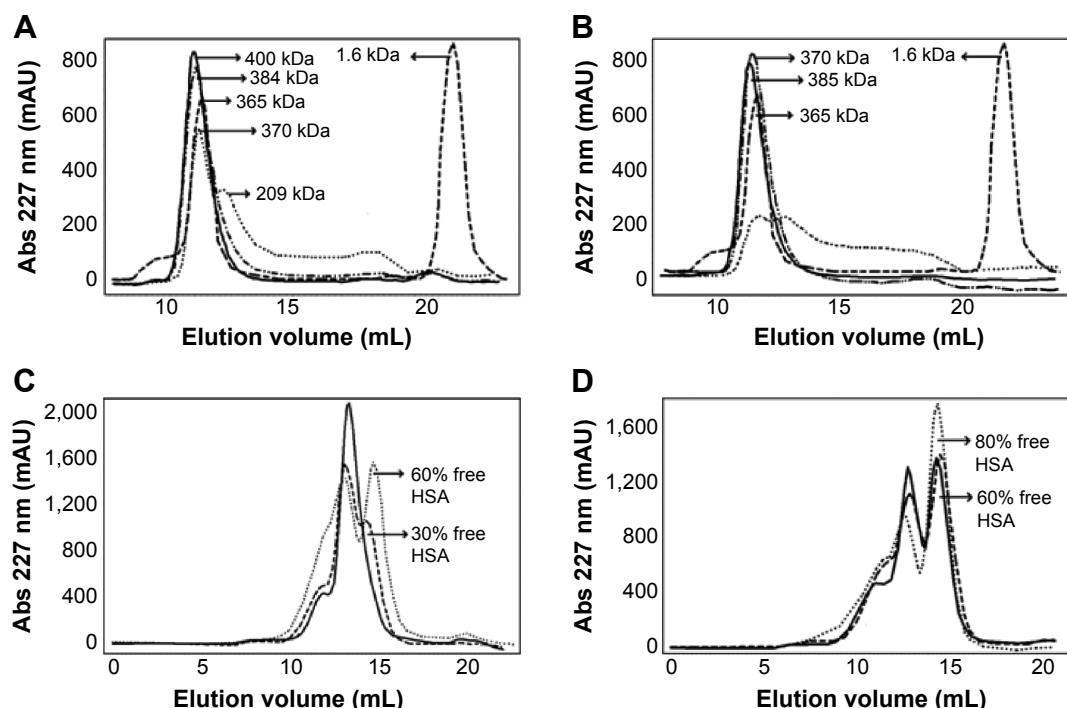 A
Abs 227 nm (mAU)
800
600
400
200
0
400 kDa
384 kDa
365 kDa
370 kDa
209 kDa
1.6 kDa
10
15
20
Elution volume (mL)
B
Abs 227 nm (mAU)
800
600
400
200
0
370 kDa
385 kDa
365 kDa
1.6 kDa
10
15
20
Elution volume (mL)
C
Abs 227 nm (mAU)
2,000
1,600
1,200
800
400
0
60% free
HSA
30% free
HSA
0
5
10
15
20
Elution volume (mL)
D
Abs 227 nm (mAU)
1,600
1,200
800
400
0
80% free
HSA
60% free
HSA
0
5
10
15
20
Elution volume (mL)